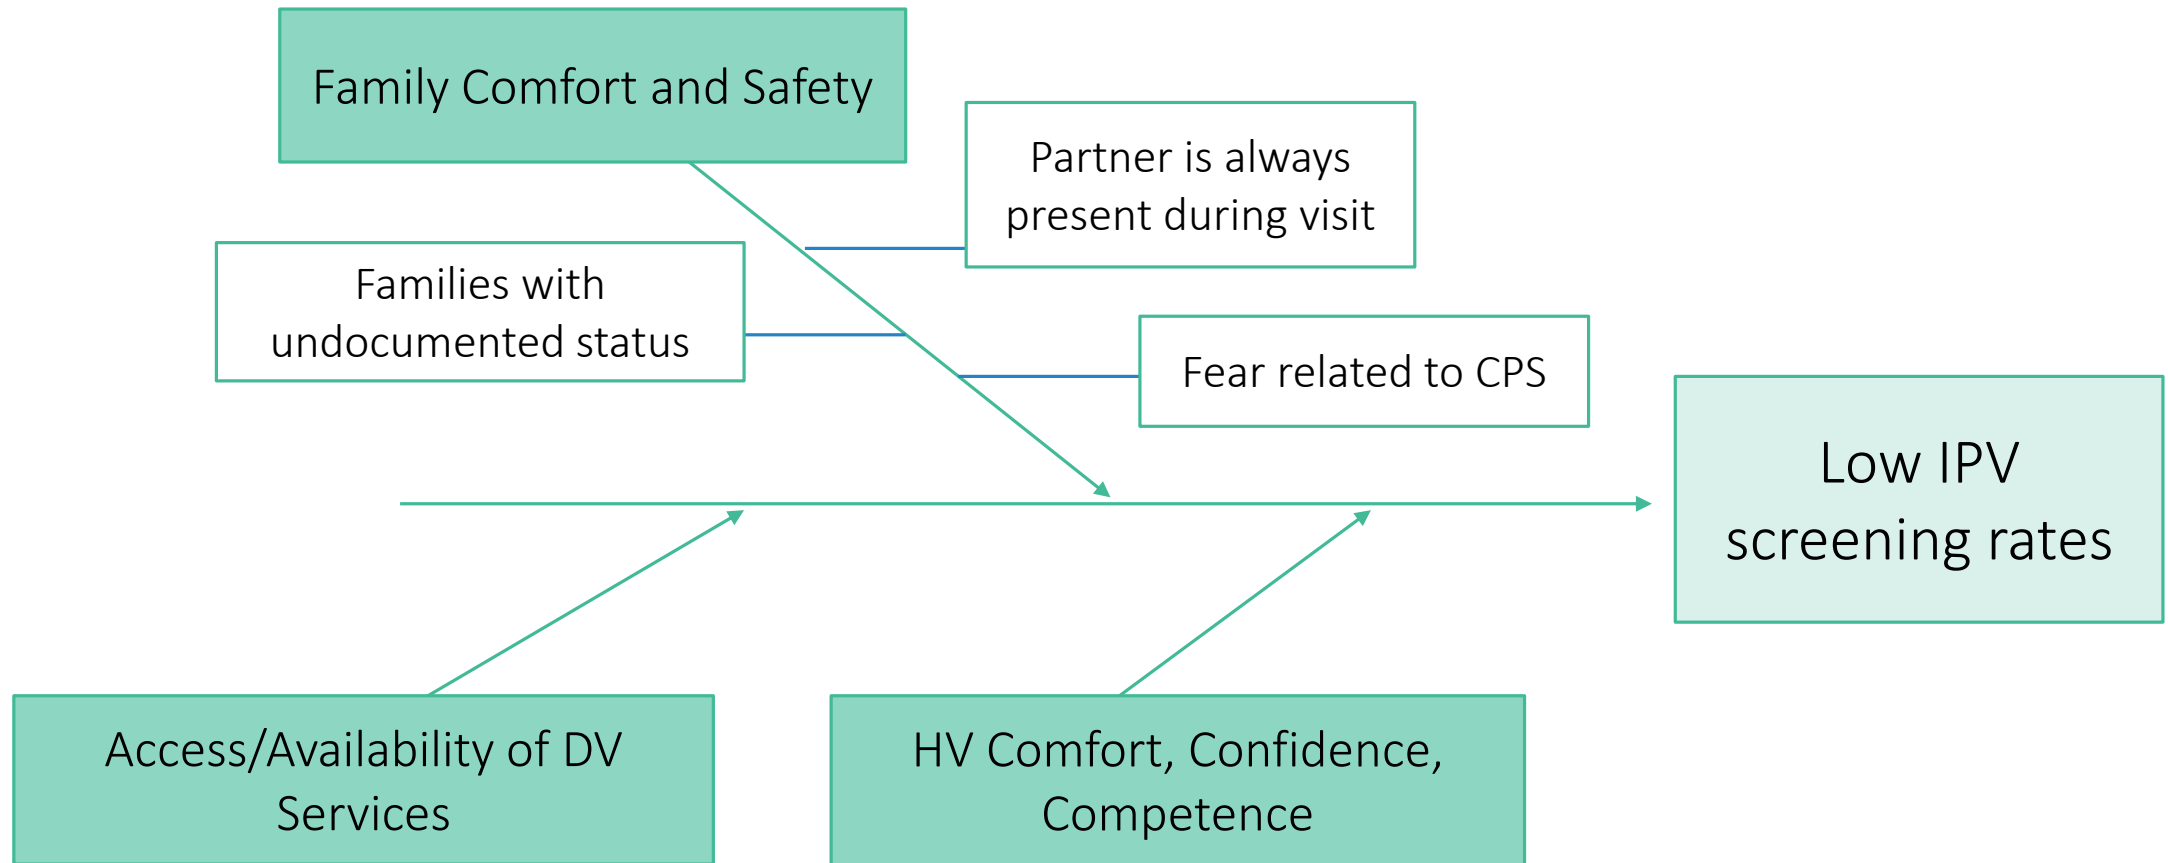 Family Comfort and Safety
Partner is always
present during visit
Families with
undocumented status
Fear related to CPS
Low IPV
screening rates
Access/Availability of DV
Services
HV Comfort, Confidence,
Competence